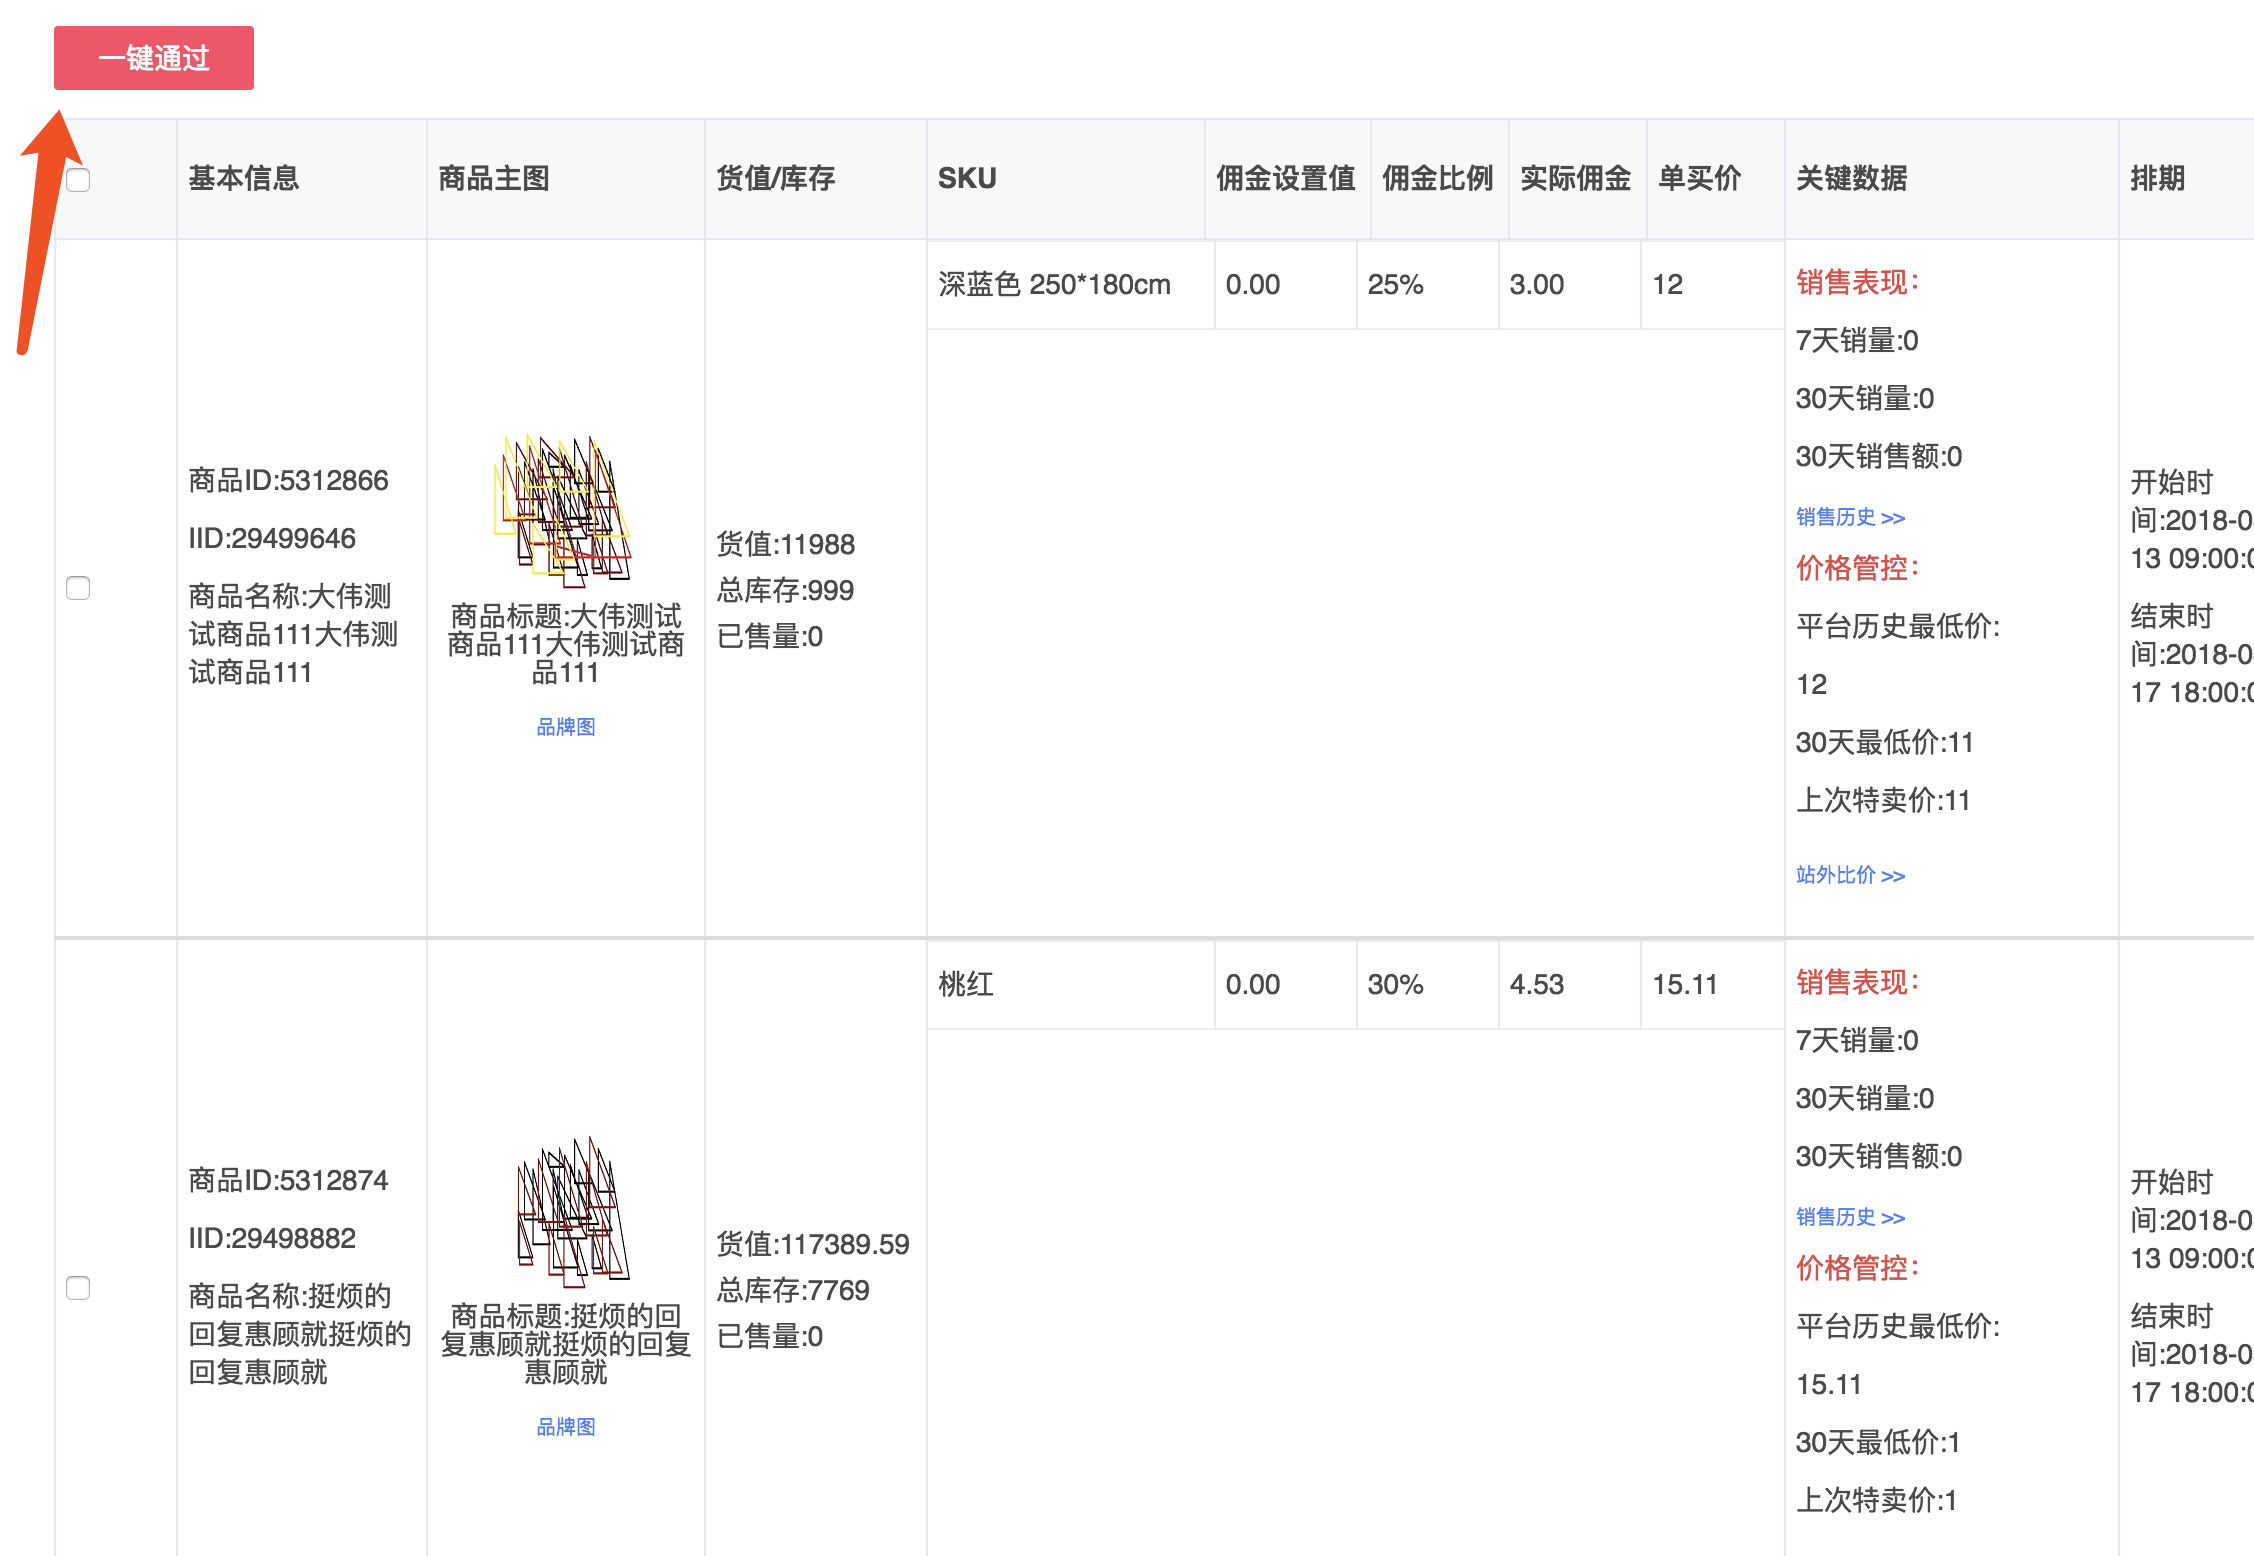 一键通过
基本信息 商品主图 货值/库存 SKU 佣金设置值 佣金比例 实际佣金 单买价 关键数据 排期
商品ID:5312866
IID:29499646
商品名称:大伟测
试商品111大伟测
试商品111
商品标题:大伟测试
商品111大伟测试商
品111
品牌图
货值:11988
总库存:999
已售量:0
深蓝色 250*180cm 0.00 25% 3.00 12
销售表现：
7天销量:0
30天销量:0
30天销售额:0
销售历史 >>
价格管控：
平台历史最低价:
12
30天最低价:11
上次特卖价:11
站外比价 >>
开始时
间:2018-0
13 09:00:0
结束时
间:2018-0
17 18:00:0
商品ID:5312874
IID:29498882
商品名称:挺烦的
回复惠顾就挺烦的
回复惠顾就
商品标题:挺烦的回
复惠顾就挺烦的回复
惠顾就
品牌图
货值:117389.59
总库存:7769
已售量:0
桃红 0.00 30% 4.53 15.11
销售表现：
7天销量:0
30天销量:0
30天销售额:0
销售历史 >>
价格管控：
平台历史最低价:
15.11
30天最低价:1
上次特卖价:1
开始时
间:2018-0
13 09:00:0
结束时
间:2018-0
17 18:00:0